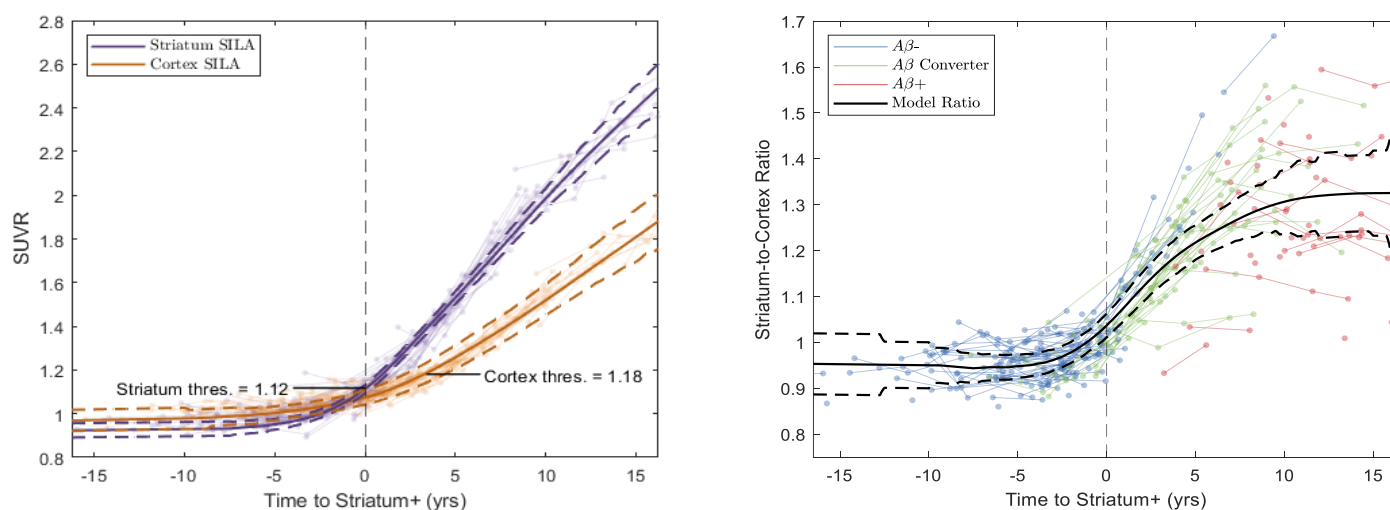 2.8
2.6
2.4
2.2
2
1.8
1.6
1.4
1.2
1
0.8
SUVR
Striatum SILA
Cortex SILA
Striatum thres. = 1.12
Cortex thres. = 1.18
-15 -10 -5 0 5 10 15
Time to Striatum+ (yrs)
1.7
1.6
1.5
1.4
1.3
1.2
1.1
1
0.9
0.8
Striatum-to-Cortex Ratio
Aβ-
Aβ Converter
Aβ+
Model Ratio
-15 -10 -5 0 5 10 15
Time to Striatum+ (yrs)